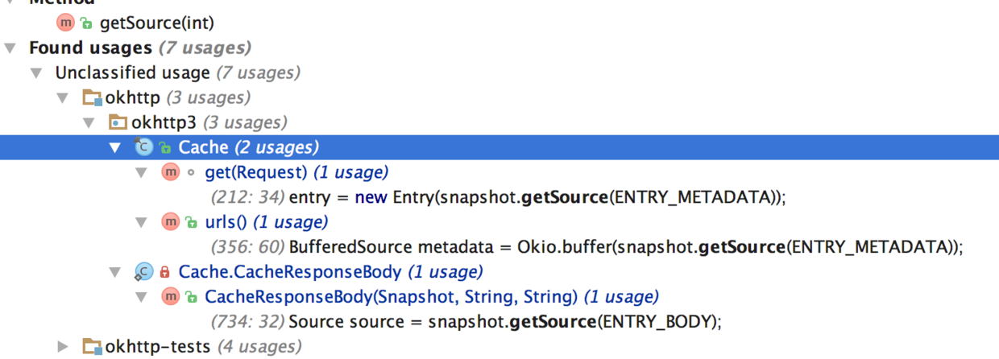 Method
m getSource(int)
Found usages (7 usages)
Unclassified usage (7 usages)
okhttp (3 usages)
okhttp3 (3 usages)
C Cache (2 usages)
m get(Request) (1 usage)
(212: 34) entry = new Entry(snapshot.getSource(ENTRY_METADATA));
m urls() (1 usage)
(356: 60) BufferedSource metadata = Okio.buffer(snapshot.getSource(ENTRY_METADATA));
C Cache.CacheResponseBody (1 usage)
m CacheResponseBody(Snapshot, String, String) (1 usage)
(734: 32) Source source = snapshot.getSource(ENTRY_BODY);
okhttp-tests (4 usages)